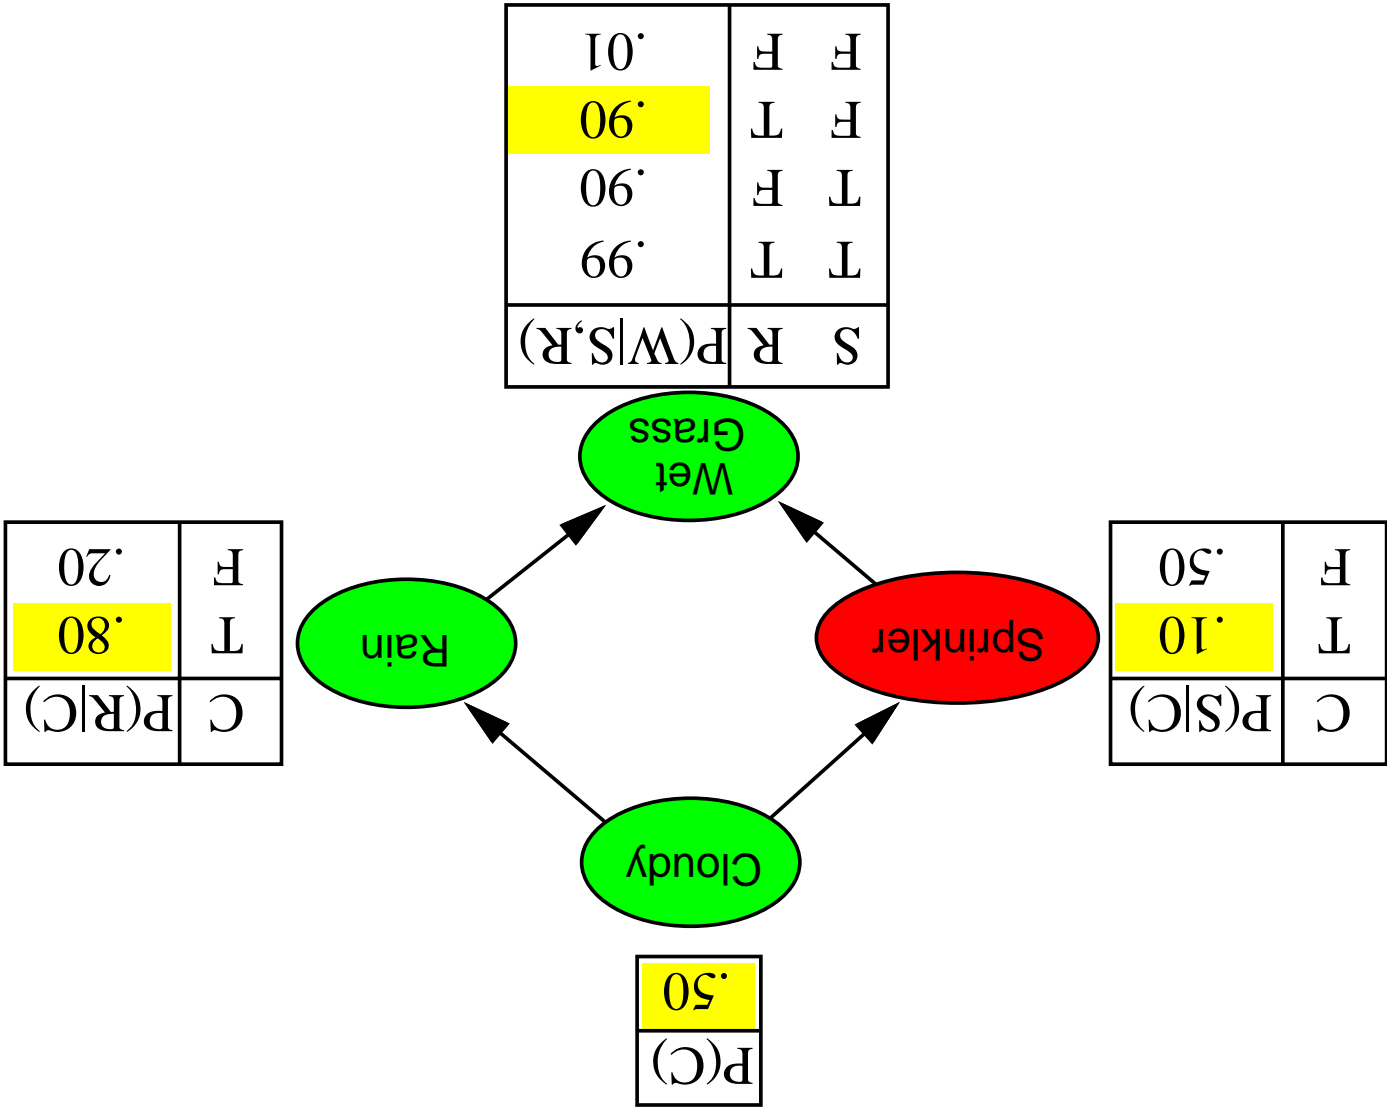 P(C)
.50
Cloudy
C P(S|C)
T .10
F .50
Sprinkler
Rain
C P(R|C)
T .80
F .20
Wet
Grass
S R P(W|S,R)
T T .99
T F .90
F T .90
F F .01